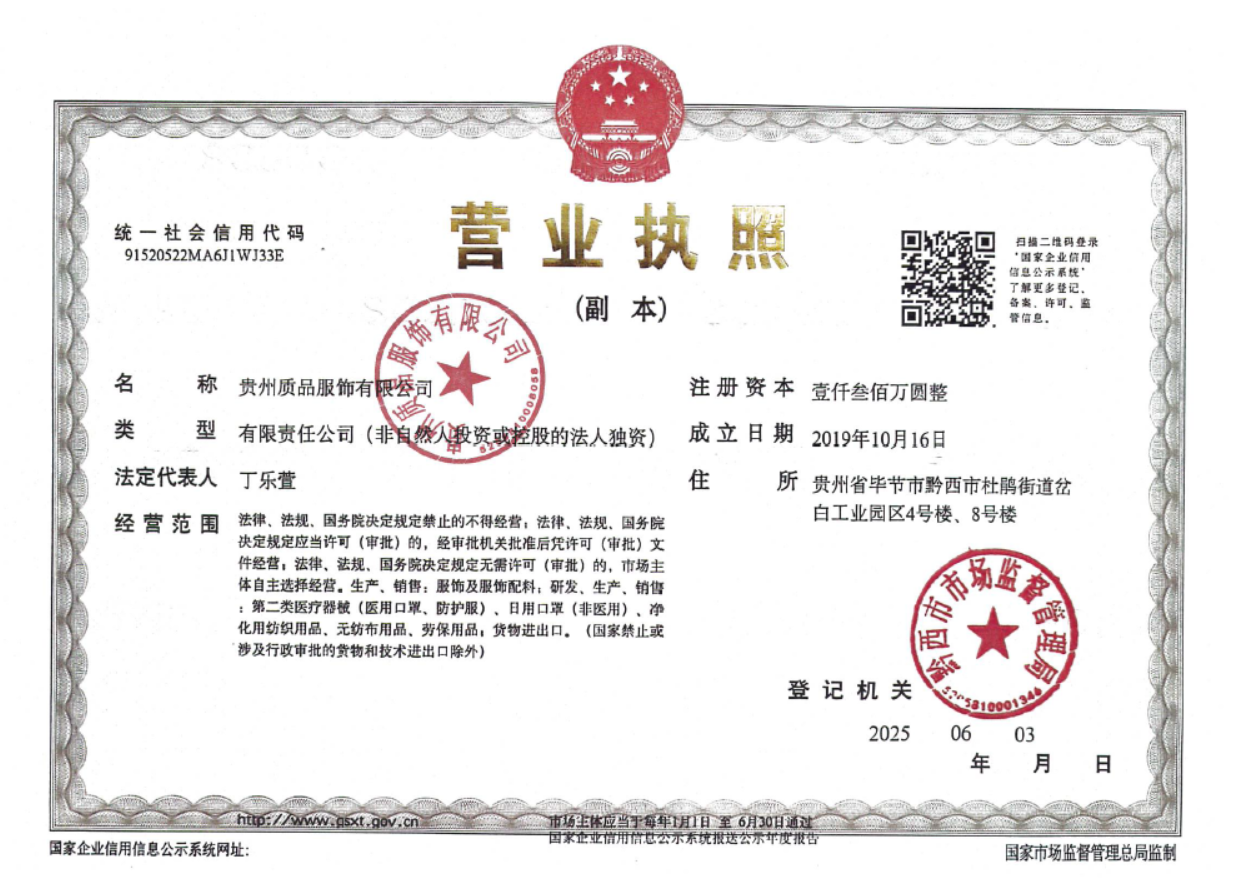 营业执照
(副 本)
统一社会信用代码
91520522MA6J1WJ33E
扫描二维码登录
‘国家企业信用
信息公示系统’
了解更多登记、
备案、许可、监
管信息。
贵州质品服饰有限公司
名 称 贵州质品服饰有限公司
类 型 有限责任公司（非自然人投资或控股的法人独资）
法定代表人 丁乐萱
经营范围 法律、法规、国务院决定规定禁止的不得经营；法律、法规、国务院
决定规定应当许可（审批）的，经审批机关批准后凭许可（审批）文
件经营；法律、法规、国务院决定规定无需许可（审批）的，市场主
体自主选择经营。生产、销售：服饰及服饰配料；研发、生产、销售
：第二类医疗器械（医用口罩、防护服）、日用口罩（非医用）、净
化用纺织用品、无纺布用品、劳保用品；货物进出口。（国家禁止或
涉及行政审批的货物和技术进出口除外）
注册资本 壹仟叁佰万圆整
成立日期 2019年10月16日
住 所 贵州省毕节市黔西市杜鹃街道岔
白工业园区4号楼、8号楼
黔西市市场监督管理局
登记机关
2025 06 03
年 月 日
http://www.gsxt.gov.cn
市场主体应当于每年1月1日 至 6月30日通过
国家企业信用信息公示系统报送公示年度报告
国家企业信用信息公示系统网址：
国家市场监督管理总局监制